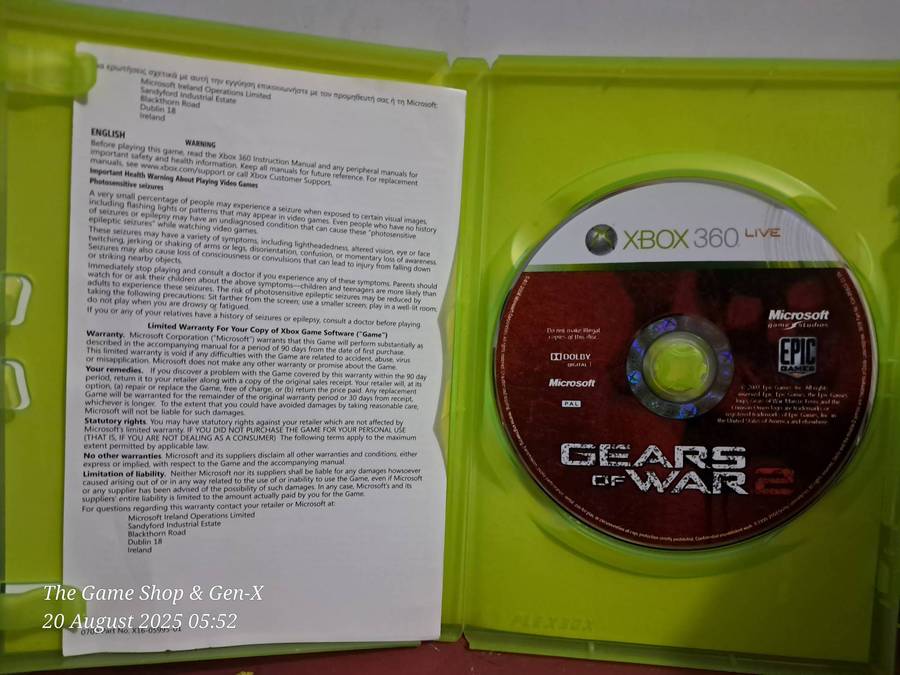 ερωτήσεις σχετικά με αυτή την εγγύηση επικοινωνήστε με τον προμηθευτή σας ή τη Microsoft:
Microsoft Ireland Operations Limited
Sandyford Industrial Estate
Blackthorn Road
Dublin 18
Ireland
ENGLISH
WARNING
Before playing this game, read the Xbox 360 Instruction Manual and any peripheral manuals for
important safety and health information. Keep all manuals for future reference. For replacement
manuals, see www.xbox.com/support or call Xbox Customer Support.
Important Health Warning About Playing Video Games
Photosensitive seizures
A very small percentage of people may experience a seizure when exposed to certain visual images,
including flashing lights or patterns that may appear in video games. Even people who have no history
of seizures or epilepsy may have an undiagnosed condition that can cause these "photosensitive
epileptic seizures" while watching video games.
These seizures may have a variety of symptoms, including lightheadedness, altered vision, eye or face
twitching, jerking or shaking of arms or legs, disorientation, confusion, or momentary loss of awareness.
Seizures may also cause loss of consciousness or convulsions that can lead to injury from falling down
or striking nearby objects.
Immediately stop playing and consult a doctor if you experience any of these symptoms. Parents should
watch for or ask their children about the above symptoms—children and teenagers are more likely than
adults to experience these seizures. The risk of photosensitive epileptic seizures may be reduced by
taking the following precautions: Sit farther from the screen; use a smaller screen; play in a well-lit room;
do not play when you are drowsy or fatigued.
If you or any of your relatives have a history of seizures or epilepsy, consult a doctor before playing
Limited Warranty For Your Copy of Xbox Game Software ("Game")
Warranty. Microsoft Corporation ("Microsoft") warrants that this Game will perform substantially as
described in the accompanying manual for a period of 90 days from the date of first purchase.
This limited warranty is void if any difficulties with the Game are related to accident, abuse, virus
or misapplication. Microsoft does not make any other warranty or promise about the Game.
Your remedies. If you discover a problem with the Game covered by this warranty within the 90 day
period, return it to your retailer along with a copy of the original sales receipt. Your retailer will, at its
option, (a) repair or replace the Game, free of charge, or (b) return the price paid. Any replacement
Game will be warranted for the remainder of the original warranty period or 30 days from receipt,
whichever is longer. To the extent that you could have avoided damages by taking reasonable care,
Microsoft will not be liable for such damages.
Statutory rights. You may have statutory rights against your retailer which are not affected by
Microsoft's limited warranty. IF YOU DID NOT PURCHASE THE GAME FOR YOUR PERSONAL USE
(THAT IS, IF YOU ARE NOT DEALING AS A CONSUMER) The following terms apply to the maximum
extent permitted by applicable law.
No other warranties. Microsoft and its suppliers disclaim all other warranties and conditions, either
express or implied, with respect to the Game and the accompanying manual.
Limitation of liability. Neither Microsoft nor its suppliers shall be liable for any damages howsoever
caused arising out of or in any way related to the use of or inability to use the Game, even if Microsoft
or any supplier has been advised of the possibility of such damages. In any case, Microsoft's and its
suppliers' entire liability is limited to the amount actually paid by you for the Game.
For questions regarding this warranty contact your retailer or Microsoft at:
Microsoft Ireland Operations Limited
Sandyford Industrial Estate
Blackthorn Road
Dublin 18
Ireland
Part No. X16-05995-01
XBOX 360 LIVE
Microsoft
game studios
EPIC
GAMES
Do not make illegal
copies of this disc.
DOLBY
DIGITAL
Microsoft
PAL
GEARS
OF WAR 2
FLEXBOX
The Game Shop & Gen-X
20 August 2025 05:52